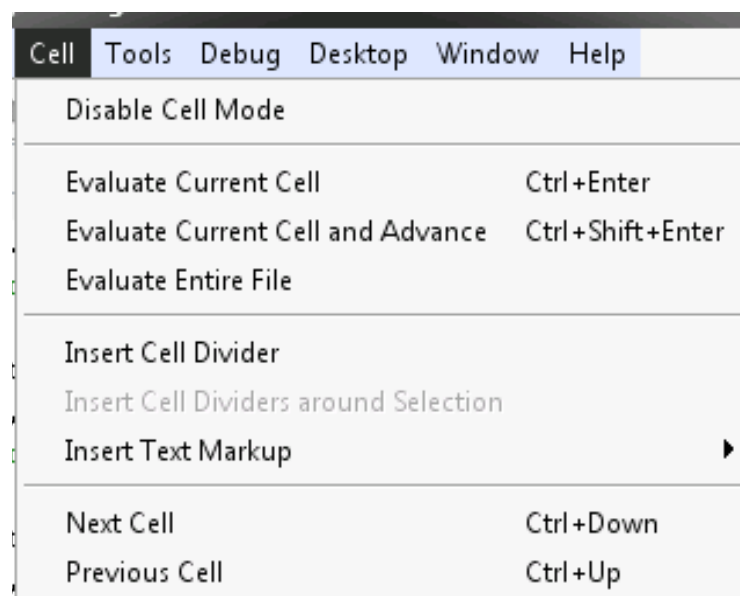 Cell Tools Debug Desktop Window Help
Disable Cell Mode
Evaluate Current Cell Ctrl+Enter
Evaluate Current Cell and Advance Ctrl+Shift+Enter
Evaluate Entire File
Insert Cell Divider
Insert Cell Dividers around Selection
Insert Text Markup
Next Cell Ctrl+Down
Previous Cell Ctrl+Up